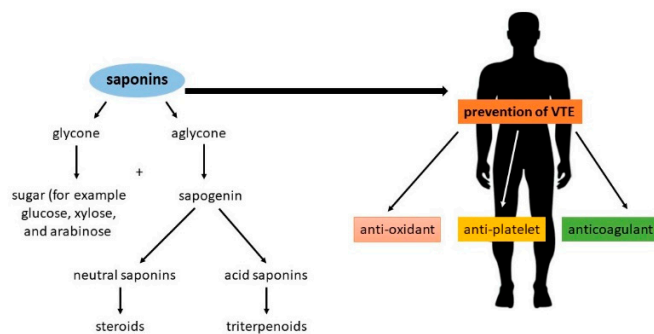 saponins
glycone
aglycone
+
sugar (for example
glucose, xylose,
and arabinose
sapogenin
neutral saponins
acid saponins
steroids
triterpenoids
prevention of VTE
anti-oxidant
anti-platelet
anticoagulant